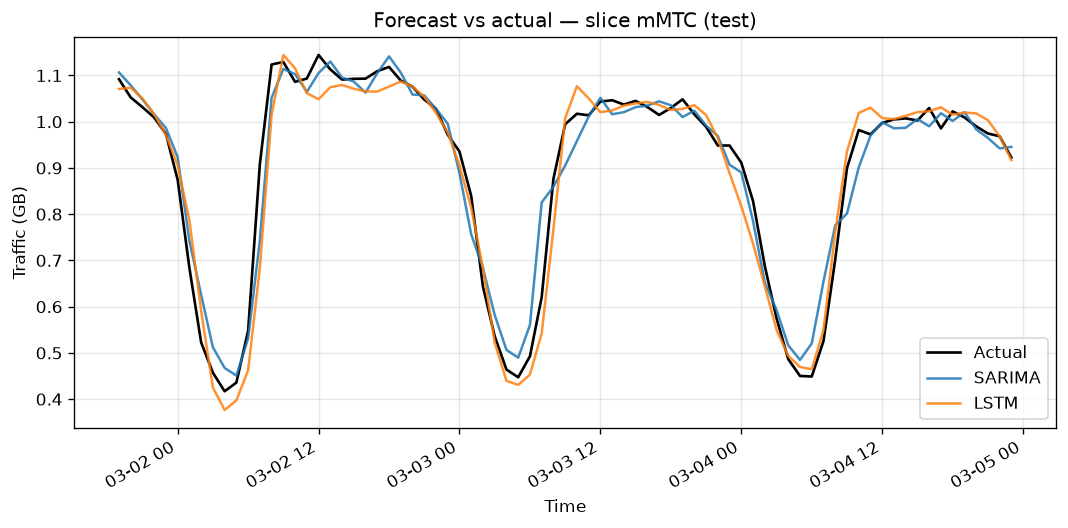 Forecast vs actual — slice mMTC (test)
Traffic (GB)
1.1
1.0
0.9
0.8
0.7
0.6
0.5
0.4
Actual
SARIMA
LSTM
03-02 00
03-02 12
03-03 00
03-03 12
03-04 00
03-04 12
03-05 00
Time